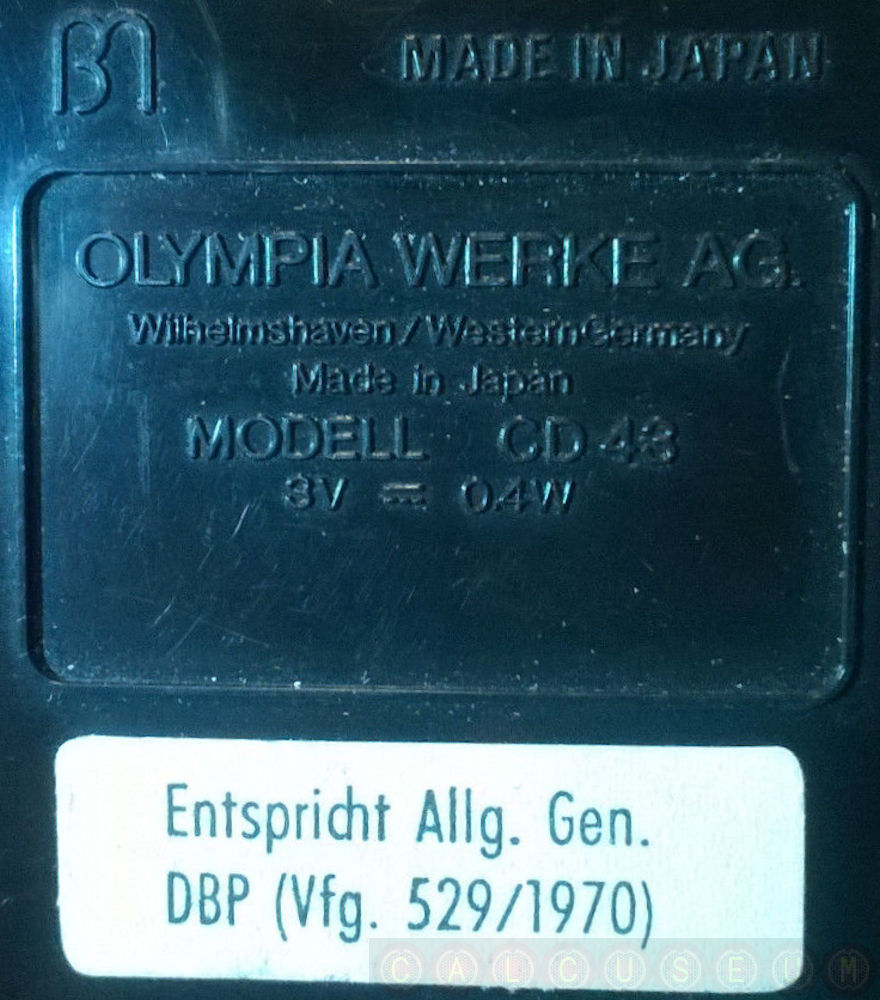 MADE IN JAPAN
OLYMPIA WERKE AG.
Wilhelmshaven/Western Germany
Made in Japan
MODELL CD 43
3V ⎓ 0.4W
Entspricht Allg. Gen.
DBP (Vfg. 529/1970)
CALCUSEUM